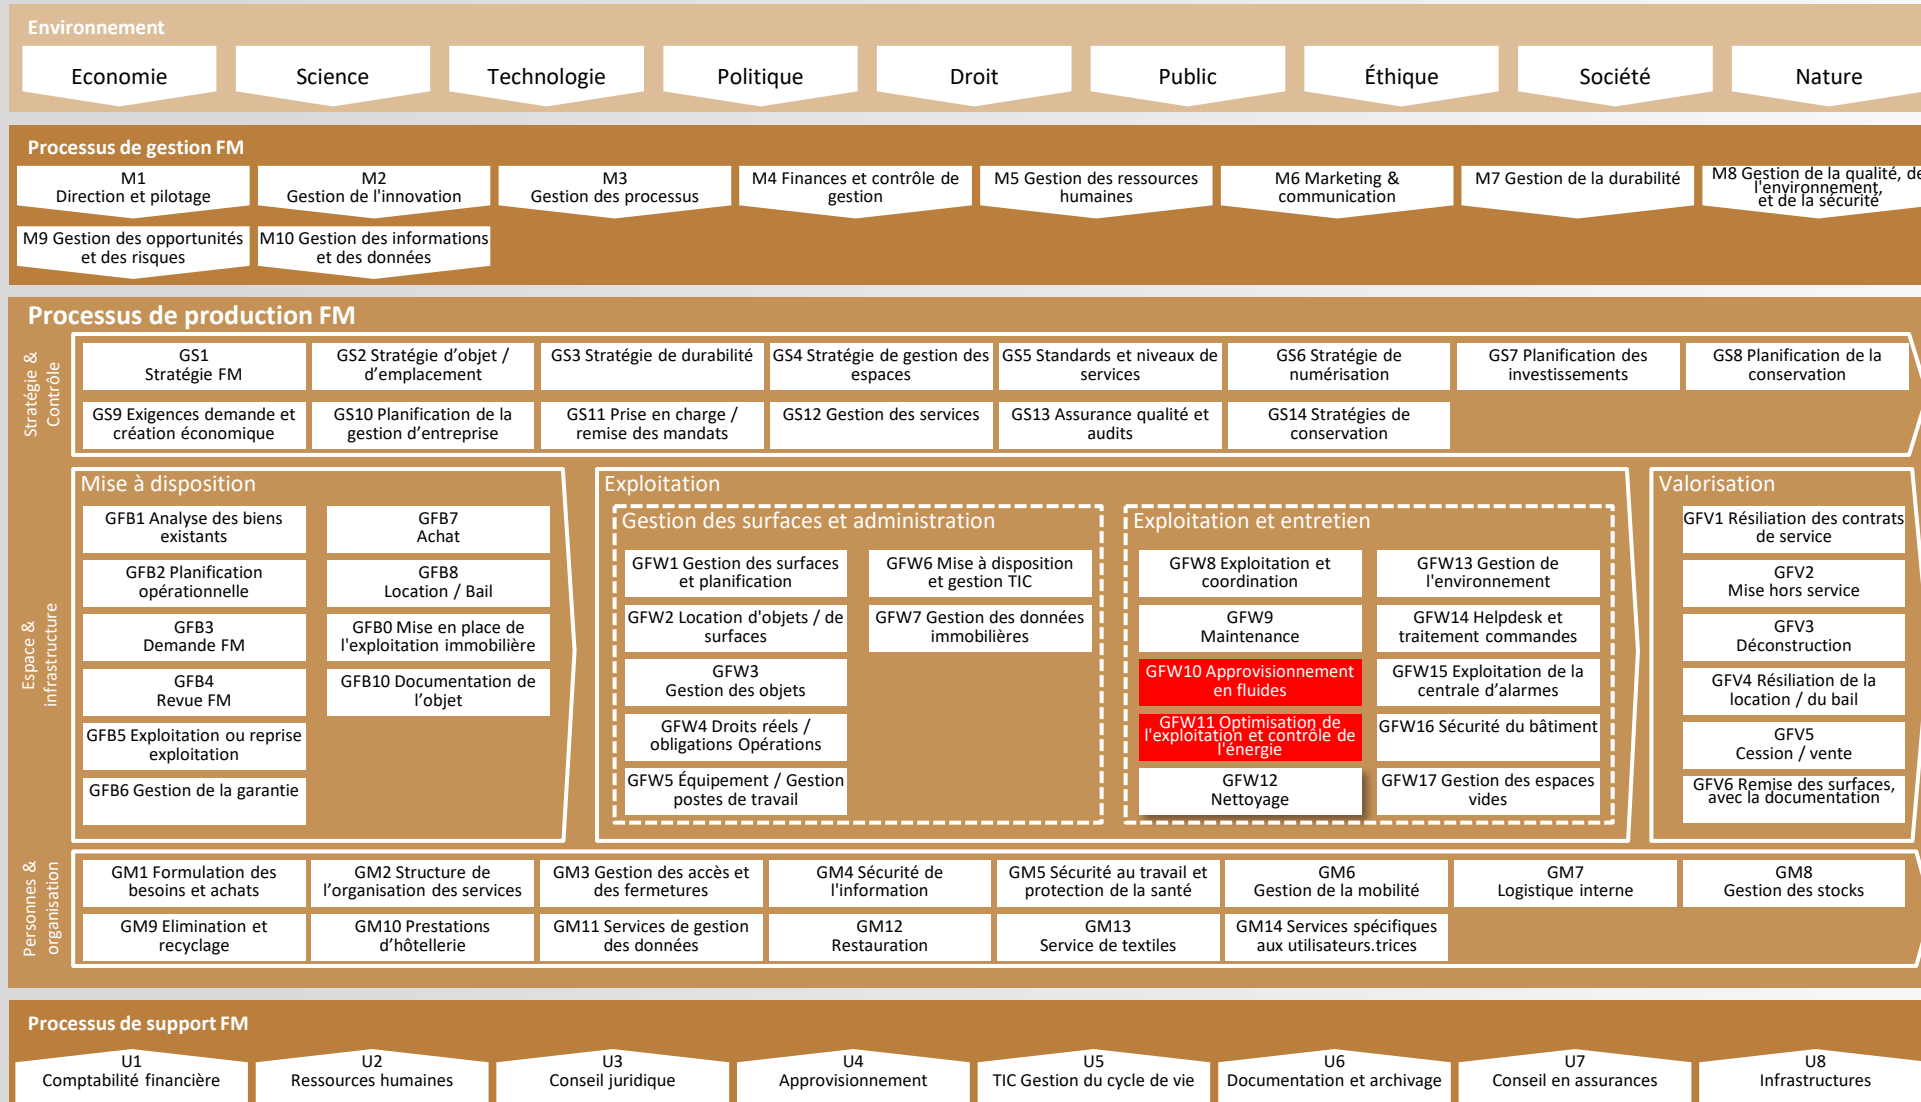 Environnement
Economie
Science
Technologie
Politique
Droit
Public
Éthique
Société
Nature
Processus de gestion FM
M1
Direction et pilotage
M2
Gestion de l'innovation
M3
Gestion des processus
M4 Finances et contrôle de
gestion
M5 Gestion des ressources
humaines
M6 Marketing &
communication
M7 Gestion de la durabilité
M8 Gestion de la qualité, de
l'environnement,
et de la sécurité
M9 Gestion des opportunités
et des risques
M10 Gestion des informations
et des données
Processus de production FM
Stratégie &
Contrôle
GS1
Stratégie FM
GS2 Stratégie d’objet /
d’emplacement
GS3 Stratégie de durabilité
GS4 Stratégie de gestion des
espaces
GS5 Standards et niveaux de
services
GS6 Stratégie de
numérisation
GS7 Planification des
investissements
GS8 Planification de la
conservation
GS9 Exigences demande et
création économique
GS10 Planification de la
gestion d’entreprise
GS11 Prise en charge /
remise des mandats
GS12 Gestion des services
GS13 Assurance qualité et
audits
GS14 Stratégies de
conservation
Espace &
infrastructure
Mise à disposition
GFB1 Analyse des biens
existants
GFB2 Planification
opérationnelle
GFB3
Demande FM
GFB4
Revue FM
GFB5 Exploitation ou reprise
exploitation
GFB6 Gestion de la garantie
GFB7
Achat
GFB8
Location / Bail
GFB0 Mise en place de
l'exploitation immobilière
GFB10 Documentation de
l’objet
Exploitation
Gestion des surfaces et administration
GFW1 Gestion des surfaces
et planification
GFW2 Location d'objets / de
surfaces
GFW3
Gestion des objets
GFW4 Droits réels /
obligations Opérations
GFW5 Équipement / Gestion
postes de travail
GFW6 Mise à disposition
et gestion TIC
GFW7 Gestion des données
immobilières
Exploitation et entretien
GFW8 Exploitation et
coordination
GFW9
Maintenance
GFW10 Approvisionnement
en fluides
GFW11 Optimisation de
l'exploitation et contrôle de
l'énergie
GFW12
Nettoyage
GFW13 Gestion de
l'environnement
GFW14 Helpdesk et
traitement commandes
GFW15 Exploitation de la
centrale d’alarmes
GFW16 Sécurité du bâtiment
GFW17 Gestion des espaces
vides
Valorisation
GFV1 Résiliation des contrats
de service
GFV2
Mise hors service
GFV3
Déconstruction
GFV4 Résiliation de la
location / du bail
GFV5
Cession / vente
GFV6 Remise des surfaces,
avec la documentation
Personnes &
organisation
GM1 Formulation des
besoins et achats
GM2 Structure de
l’organisation des services
GM3 Gestion des accès et
des fermetures
GM4 Sécurité de
l'information
GM5 Sécurité au travail et
protection de la santé
GM6
Gestion de la mobilité
GM7
Logistique interne
GM8
Gestion des stocks
GM9 Elimination et
recyclage
GM10 Prestations
d’hôtellerie
GM11 Services de gestion
des données
GM12
Restauration
GM13
Service de textiles
GM14 Services spécifiques
aux utilisateurs.trices
Processus de support FM
U1
Comptabilité financière
U2
Ressources humaines
U3
Conseil juridique
U4
Approvisionnement
U5
TIC Gestion du cycle de vie
U6
Documentation et archivage
U7
Conseil en assurances
U8
Infrastructures